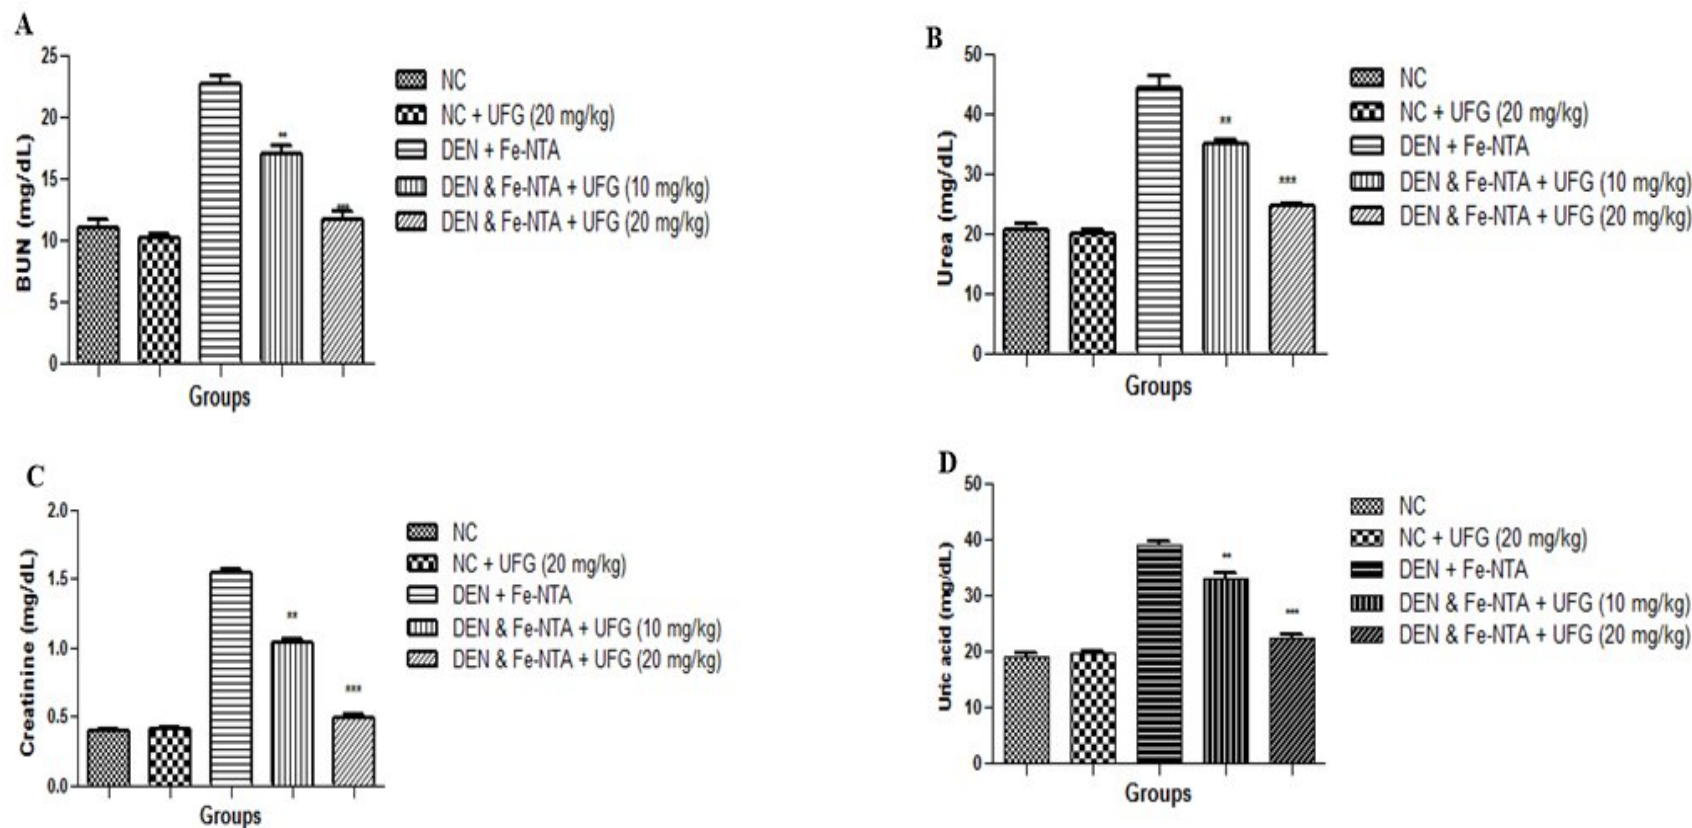 A
25
20
15
10
5
0
BUN (mg/dL)
**
***
Groups
NC
NC + UFG (20 mg/kg)
DEN + Fe-NTA
DEN & Fe-NTA + UFG (10 mg/kg)
DEN & Fe-NTA + UFG (20 mg/kg)
B
50
40
30
20
10
0
Urea (mg/dL)
**
***
Groups
NC
NC + UFG (20 mg/kg)
DEN + Fe-NTA
DEN & Fe-NTA + UFG (10 mg/kg)
DEN & Fe-NTA + UFG (20 mg/kg)
C
2.0
1.5
1.0
0.5
0.0
Creatinine (mg/dL)
**
***
Groups
NC
NC + UFG (20 mg/kg)
DEN + Fe-NTA
DEN & Fe-NTA + UFG (10 mg/kg)
DEN & Fe-NTA + UFG (20 mg/kg)
D
50
40
30
20
10
0
Uric acid (mg/dL)
**
***
Groups
NC
NC + UFG (20 mg/kg)
DEN + Fe-NTA
DEN & Fe-NTA + UFG (10 mg/kg)
DEN & Fe-NTA + UFG (20 mg/kg)